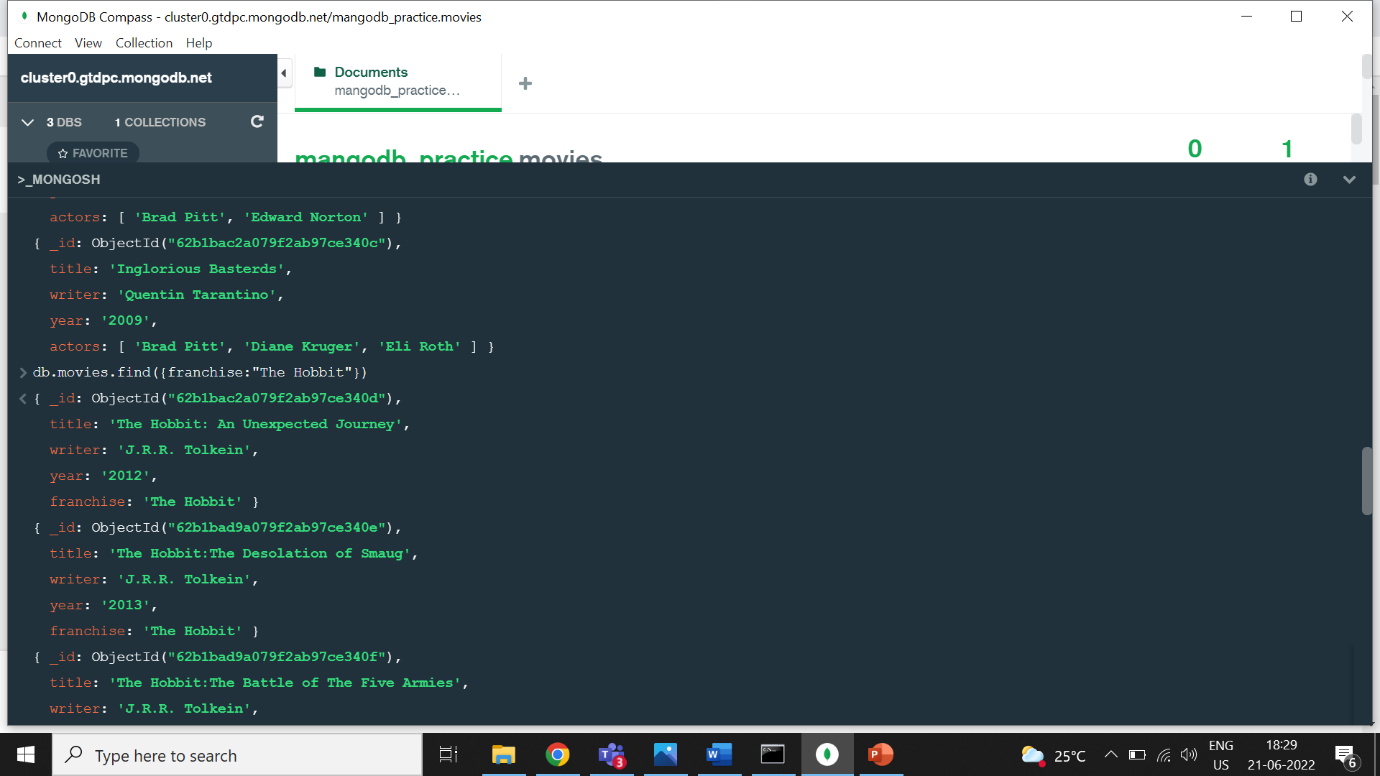 MongoDB Compass - cluster0.gtdpc.mongodb.net/mangodb_practice.movies
Connect View Collection Help
cluster0.gtdpc.mongodb.net
Documents
mangodb_practice...
3 DBS 1 COLLECTIONS
FAVORITE
mangodb_practice.movies
0 1
>_MONGOSH
actors: [ 'Brad Pitt', 'Edward Norton' ] }
{ _id: ObjectId("62b1bac2a079f2ab97ce340c"),
title: 'Inglorious Basterds',
writer: 'Quentin Tarantino',
year: '2009',
actors: [ 'Brad Pitt', 'Diane Kruger', 'Eli Roth' ] }
> db.movies.find({franchise:"The Hobbit"})
< { _id: ObjectId("62b1bac2a079f2ab97ce340d"),
title: 'The Hobbit: An Unexpected Journey',
writer: 'J.R.R. Tolkein',
year: '2012',
franchise: 'The Hobbit' }
{ _id: ObjectId("62b1bad9a079f2ab97ce340e"),
title: 'The Hobbit:The Desolation of Smaug',
writer: 'J.R.R. Tolkein',
year: '2013',
franchise: 'The Hobbit' }
{ _id: ObjectId("62b1bad9a079f2ab97ce340f"),
title: 'The Hobbit:The Battle of The Five Armies',
writer: 'J.R.R. Tolkein',
Type here to search
3
25°C
ENG
US
18:29
21-06-2022
6